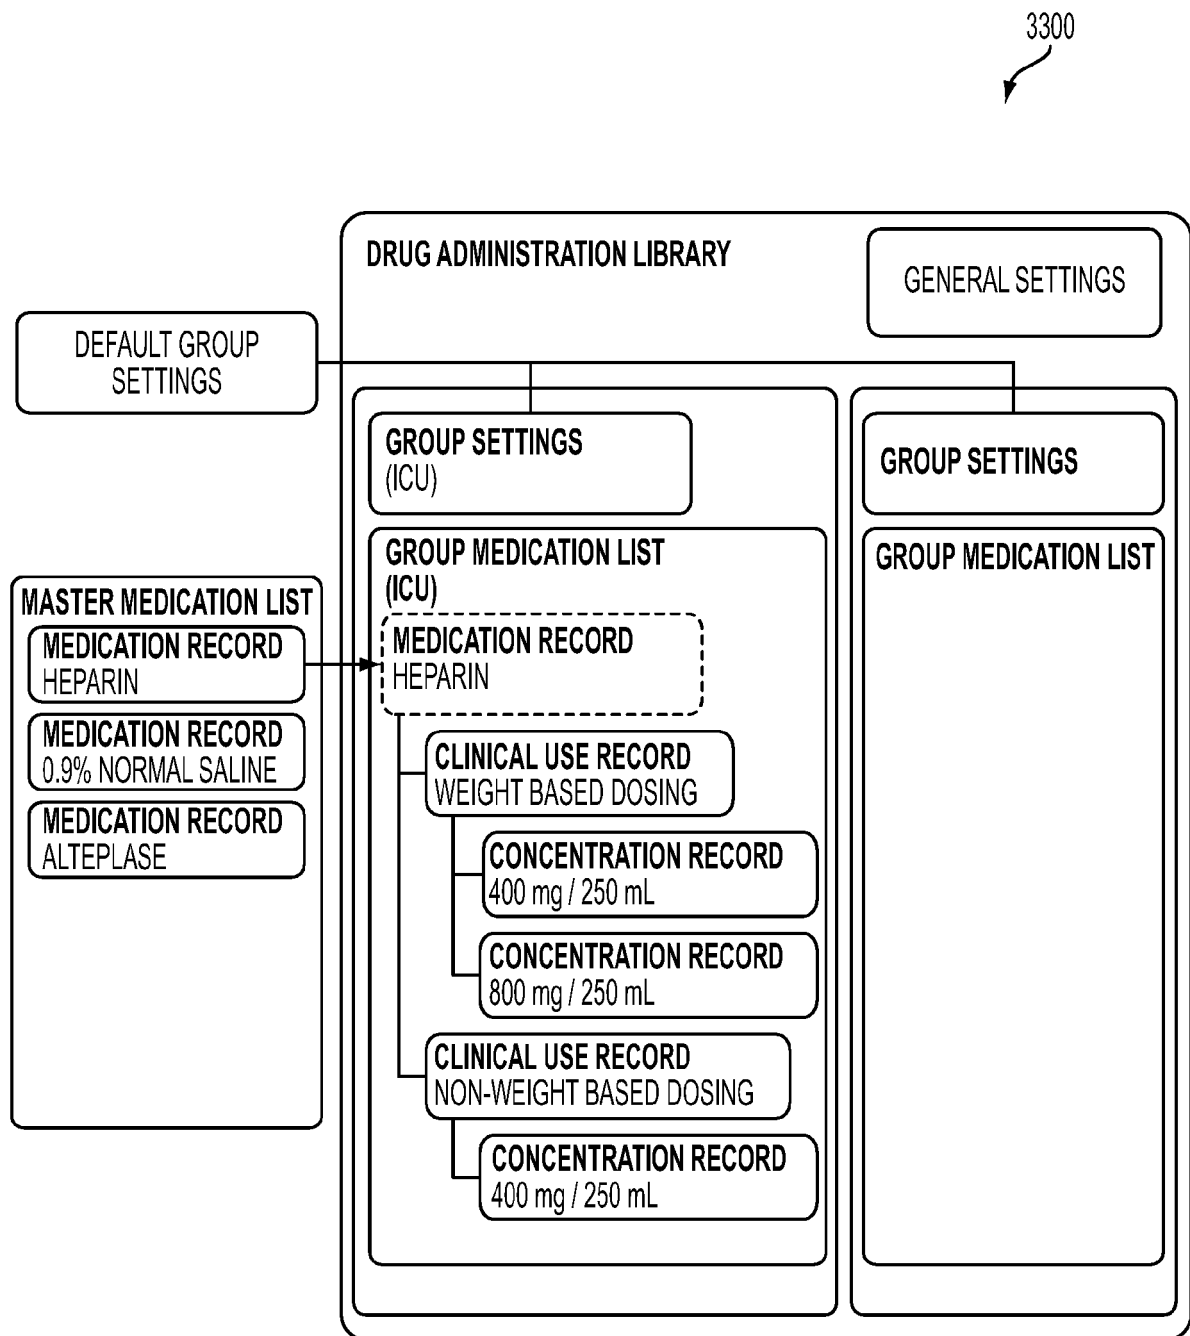 3300
DRUG ADMINISTRATION LIBRARY
GENERAL SETTINGS
DEFAULT GROUP
SETTINGS
GROUP SETTINGS
(ICU)
GROUP SETTINGS
GROUP MEDICATION LIST
(ICU)
GROUP MEDICATION LIST
MASTER MEDICATION LIST
MEDICATION RECORD
HEPARIN
MEDICATION RECORD
0.9% NORMAL SALINE
MEDICATION RECORD
ALTEPLASE
MEDICATION RECORD
HEPARIN
CLINICAL USE RECORD
WEIGHT BASED DOSING
CONCENTRATION RECORD
400 mg / 250 mL
CONCENTRATION RECORD
800 mg / 250 mL
CLINICAL USE RECORD
NON-WEIGHT BASED DOSING
CONCENTRATION RECORD
400 mg / 250 mL